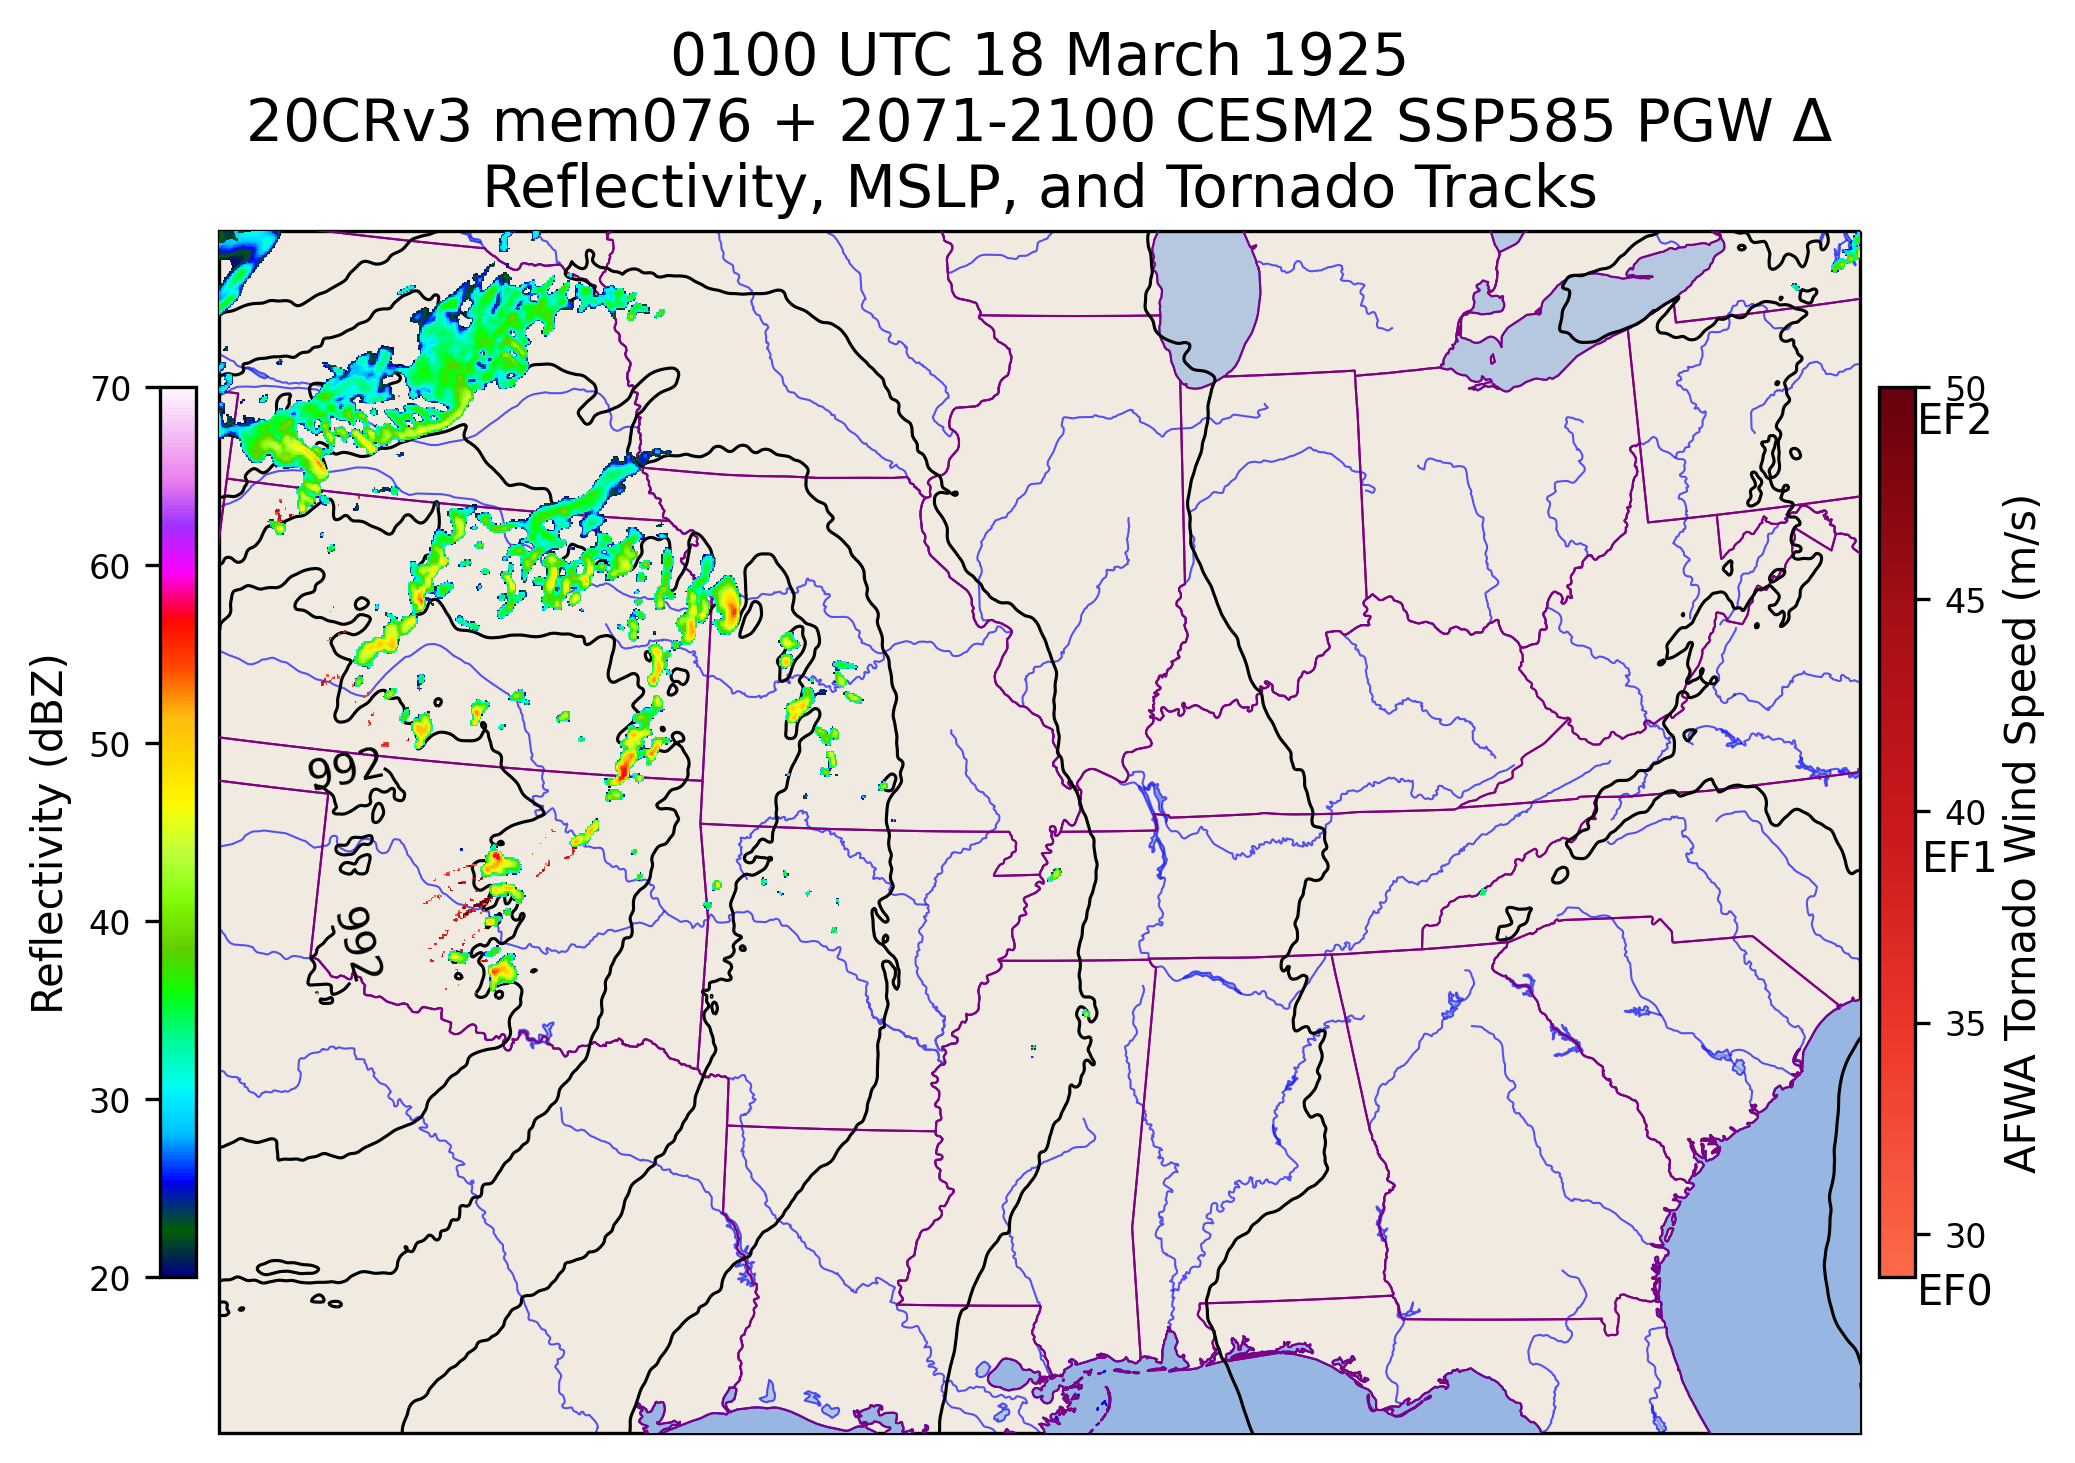 0100 UTC 18 March 1925
20CRv3 mem076 + 2071-2100 CESM2 SSP585 PGW Δ
Reflectivity, MSLP, and Tornado Tracks
Reflectivity (dBZ)
70
60
50
40
30
20
992
992
50
EF2
45
40
EF1
35
30
EF0
AFWA Tornado Wind Speed (m/s)